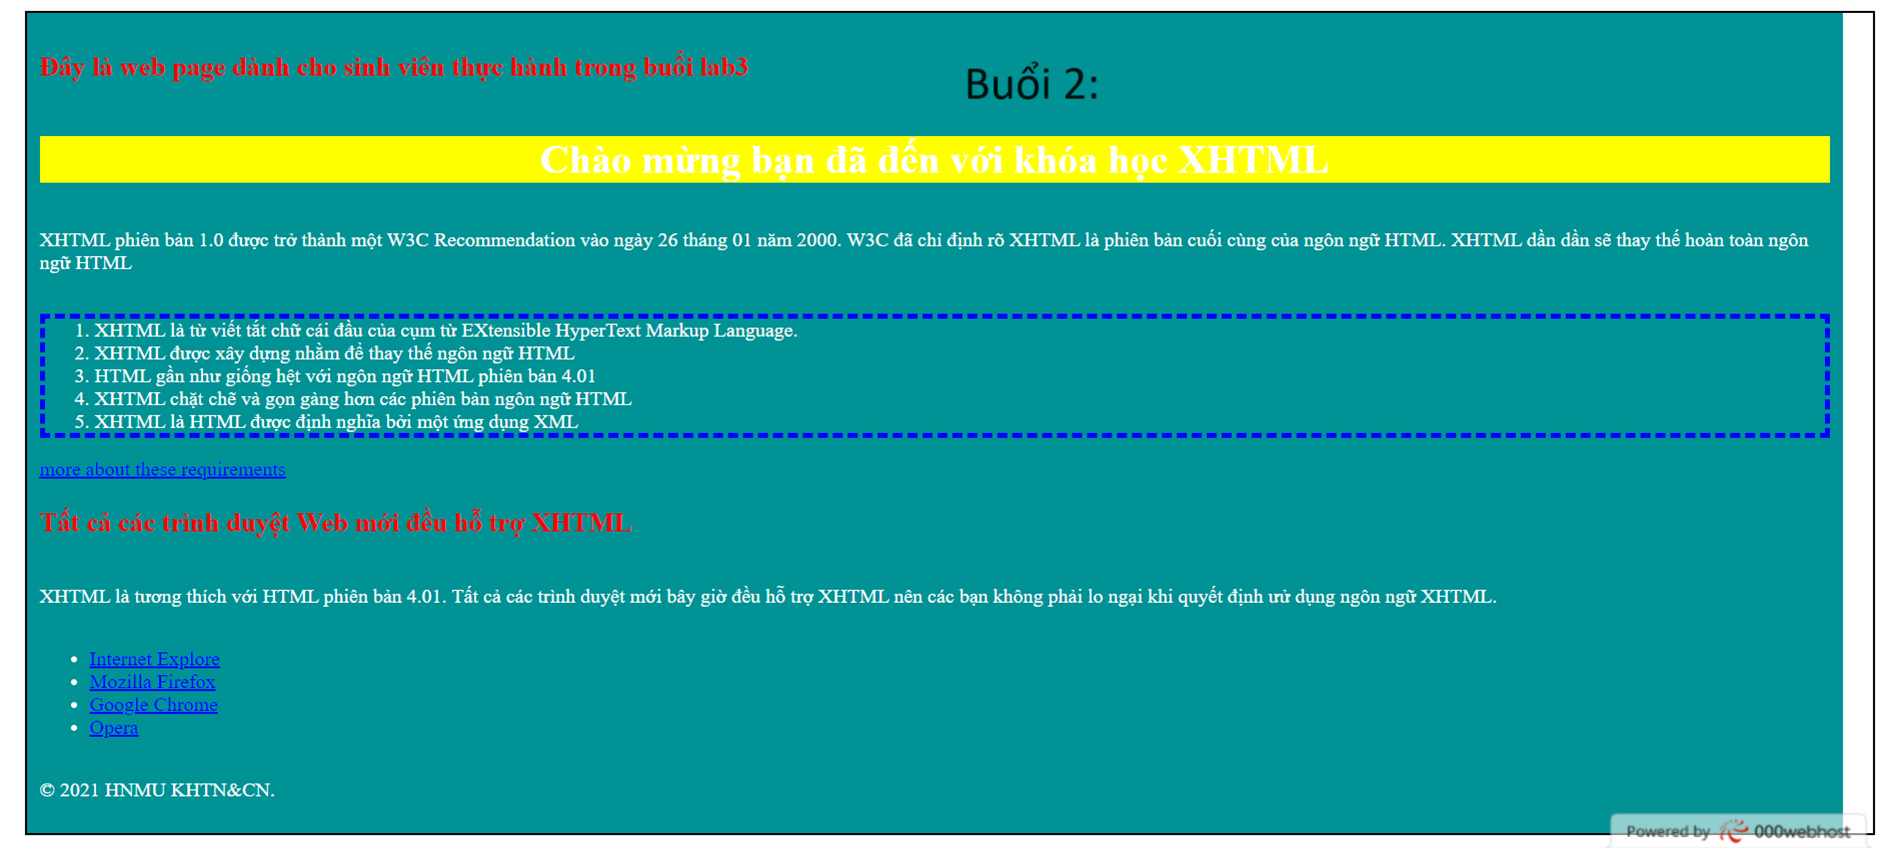 Đây là web page dành cho sinh viên thực hành trong buổi lab3
Buổi 2:
Chào mừng bạn đã đến với khóa học XHTML
XHTML phiên bản 1.0 được trở thành một W3C Recommendation vào ngày 26 tháng 01 năm 2000. W3C đã chỉ định rõ XHTML là phiên bản cuối cùng của ngôn ngữ HTML. XHTML dần dần sẽ thay thế hoàn toàn ngôn
ngữ HTML
1. XHTML là từ viết tắt chữ cái đầu của cụm từ EXtensible HyperText Markup Language.
2. XHTML được xây dựng nhằm để thay thế ngôn ngữ HTML
3. HTML gần như giống hệt với ngôn ngữ HTML phiên bản 4.01
4. XHTML chặt chẽ và gọn gàng hơn các phiên bản ngôn ngữ HTML
5. XHTML là HTML được định nghĩa bởi một ứng dụng XML
more about these requirements
Tất cả các trình duyệt Web mới đều hỗ trợ XHTML
XHTML là tương thích với HTML phiên bản 4.01. Tất cả các trình duyệt mới bây giờ đều hỗ trợ XHTML nên các bạn không phải lo ngại khi quyết định ưử dụng ngôn ngữ XHTML.
• Internet Explore
• Mozilla Firefox
• Google Chrome
• Opera
© 2021 HNMU KHTN&CN.
Powered by 000webhost